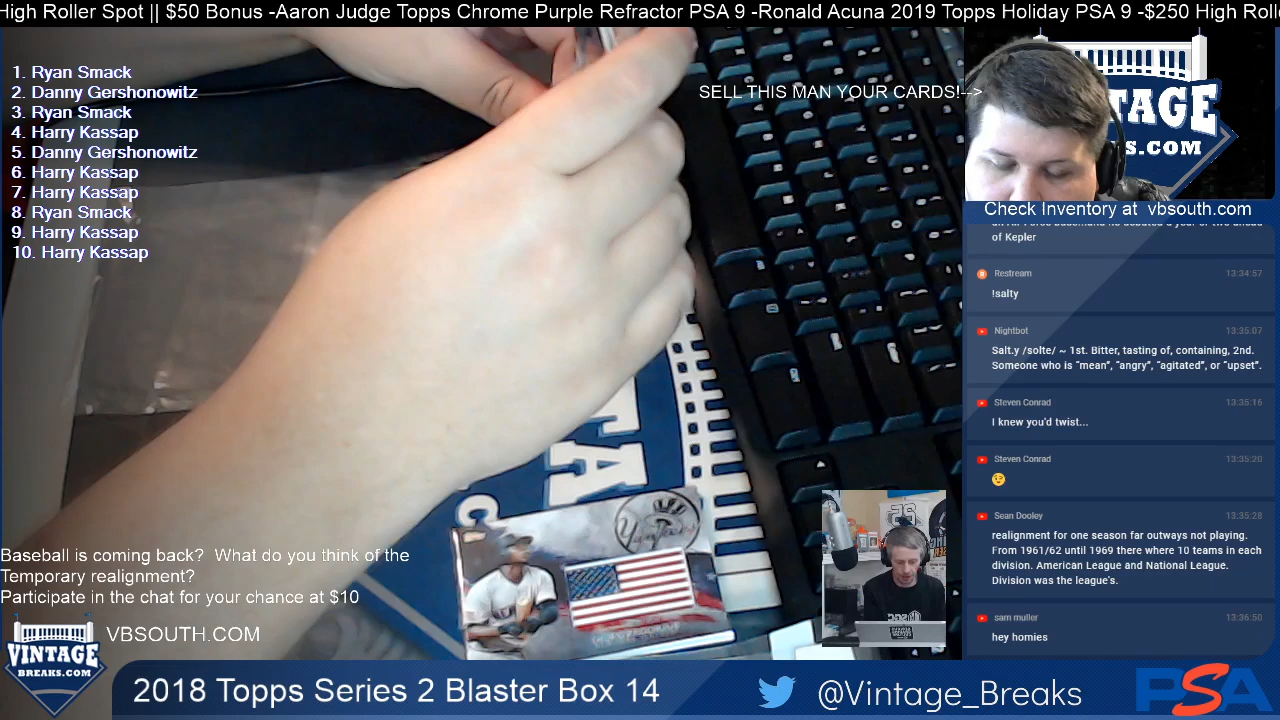 High Roller Spot || $50 Bonus -Aaron Judge Topps Chrome Purple Refractor PSA 9 -Ronald Acuna 2019 Topps Holiday PSA 9 -$250 High Roll
1. Ryan Smack
2. Danny Gershonowitz
3. Ryan Smack
4. Harry Kassap
5. Danny Gershonowitz
6. Harry Kassap
7. Harry Kassap
8. Ryan Smack
9. Harry Kassap
10. Harry Kassap
SELL THIS MAN YOUR CARDS!-->
TAGE
S.COM
Check Inventory at vbsouth.com
of Kepler
Restream 13:34:57
!salty
Nightbot 13:35:07
Salt.y /solte/ ~ 1st. Bitter, tasting of, containing, 2nd.
Someone who is "mean", "angry", "agitated", or "upset".
Steven Conrad 13:35:16
I knew you'd twist...
Steven Conrad 13:35:20
😉
Sean Dooley 13:35:28
realignment for one season far outways not playing.
From 1961/62 until 1969 there where 10 teams in each
division. American League and National League.
Division was the league's.
sam muller 13:36:50
hey homies
TA
C
Yankees
Baseball is coming back? What do you think of the
Temporary realignment?
Participate in the chat for your chance at $10
VBSOUTH.COM
VINTAGE
BREAKS.COM
2018 Topps Series 2 Blaster Box 14
@Vintage_Breaks
PSA